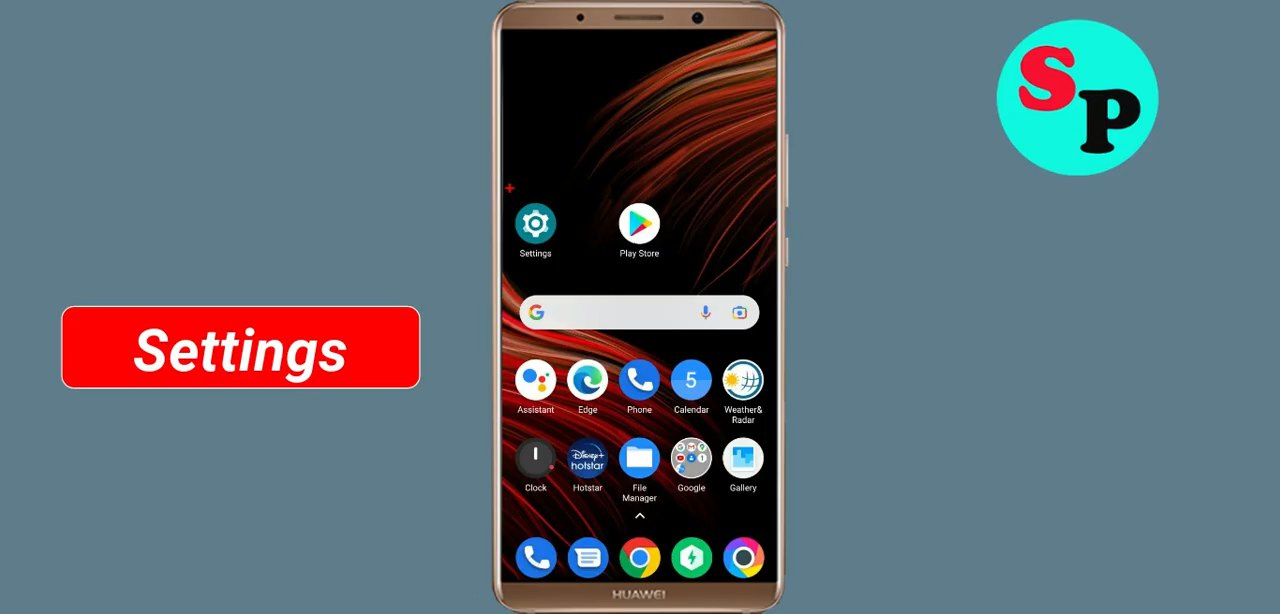 SP
Settings
Play Store
Settings
5
Assistant
Edge
Phone
Calendar
Weather&
Radar
Disney+
hotstar
Clock
Hotstar
File
Manager
Google
Gallery
HUAWEI